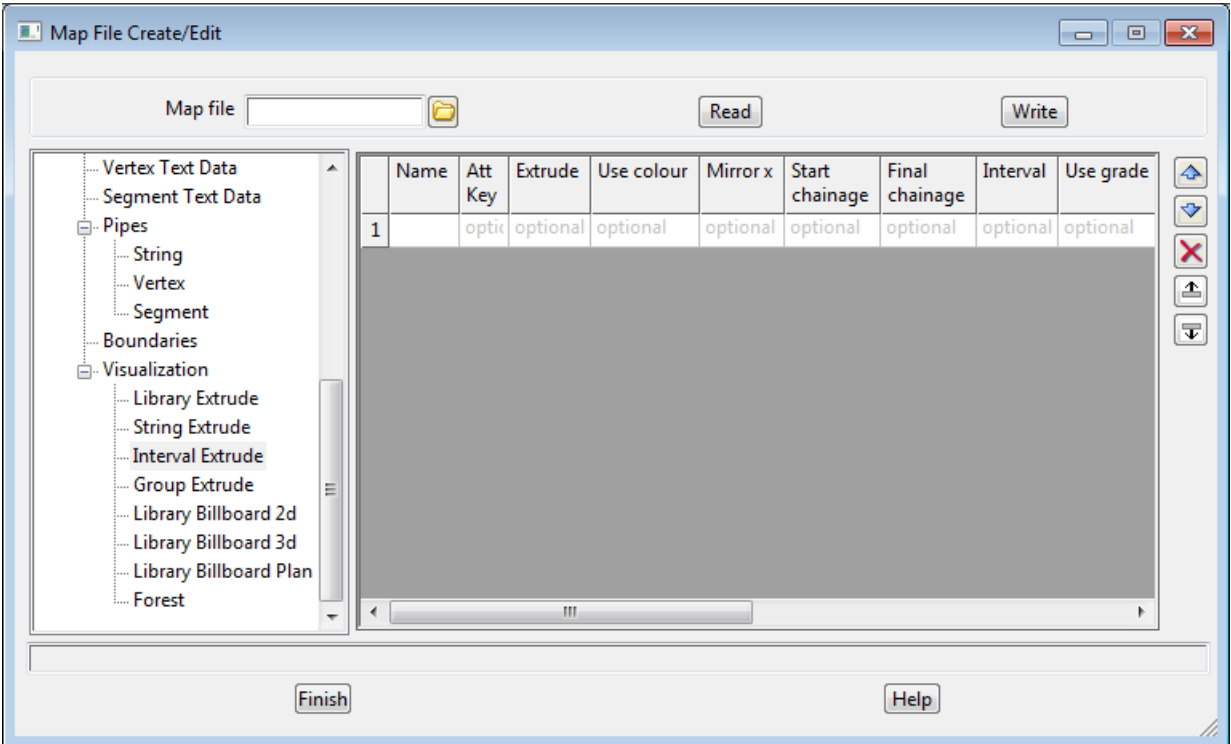 Map File Create/Edit
Map file
Read
Write
Vertex Text Data
Segment Text Data
Pipes
String
Vertex
Segment
Boundaries
Visualization
Library Extrude
String Extrude
Interval Extrude
Group Extrude
Library Billboard 2d
Library Billboard 3d
Library Billboard Plan
Forest
Name Att Key Extrude Use colour Mirror x Start chainage Final chainage Interval Use grade
1 optic optional optional optional optional optional optional optional
Finish
Help